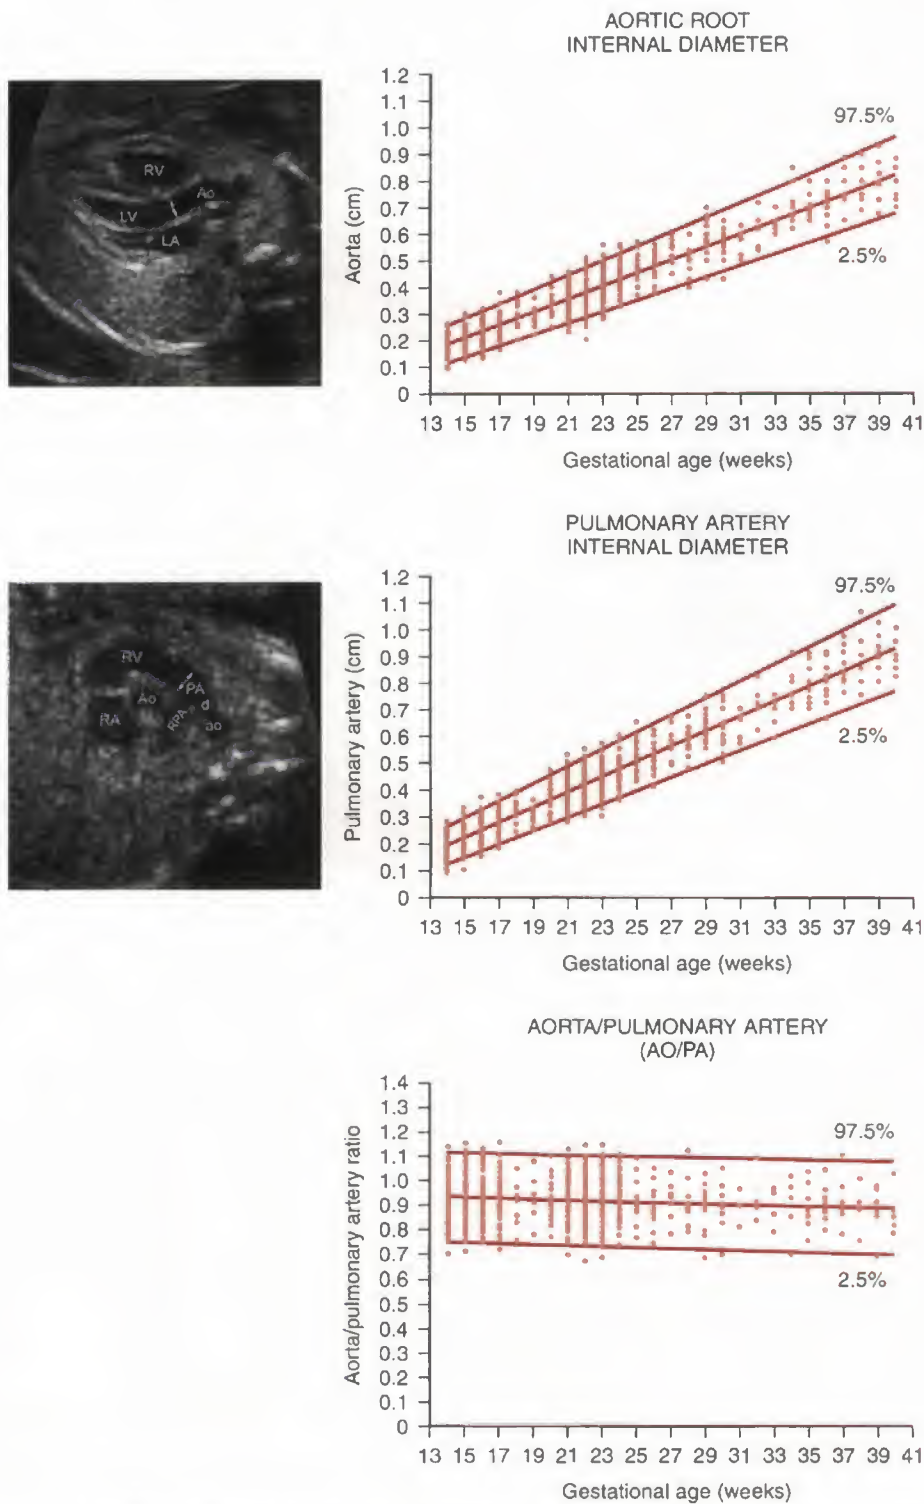 AORTIC ROOT
INTERNAL DIAMETER
1.2
1.1
1.0
0.9
0.8
0.7
0.6
0.5
0.4
0.3
0.2
0.1
0
Aorta (cm)
97.5%
2.5%
13 15 17 19 21 23 25 27 29 31 33 35 37 39 41
Gestational age (weeks)
RV
Ao
LV
LA
PULMONARY ARTERY
INTERNAL DIAMETER
1.2
1.1
1.0
0.9
0.8
0.7
0.6
0.5
0.4
0.3
0.2
0.1
0
Pulmonary artery (cm)
97.5%
2.5%
13 15 17 19 21 23 25 27 29 31 33 35 37 39 41
Gestational age (weeks)
RV
PA
Ao
d
RA
RPA
ao
AORTA/PULMONARY ARTERY
(AO/PA)
1.4
1.3
1.2
1.1
1.0
0.9
0.8
0.7
0.6
0.5
0.4
0.3
0.2
0.1
0
Aorta/pulmonary artery ratio
97.5%
2.5%
13 15 17 19 21 23 25 27 29 31 33 35 37 39 41
Gestational age (weeks)